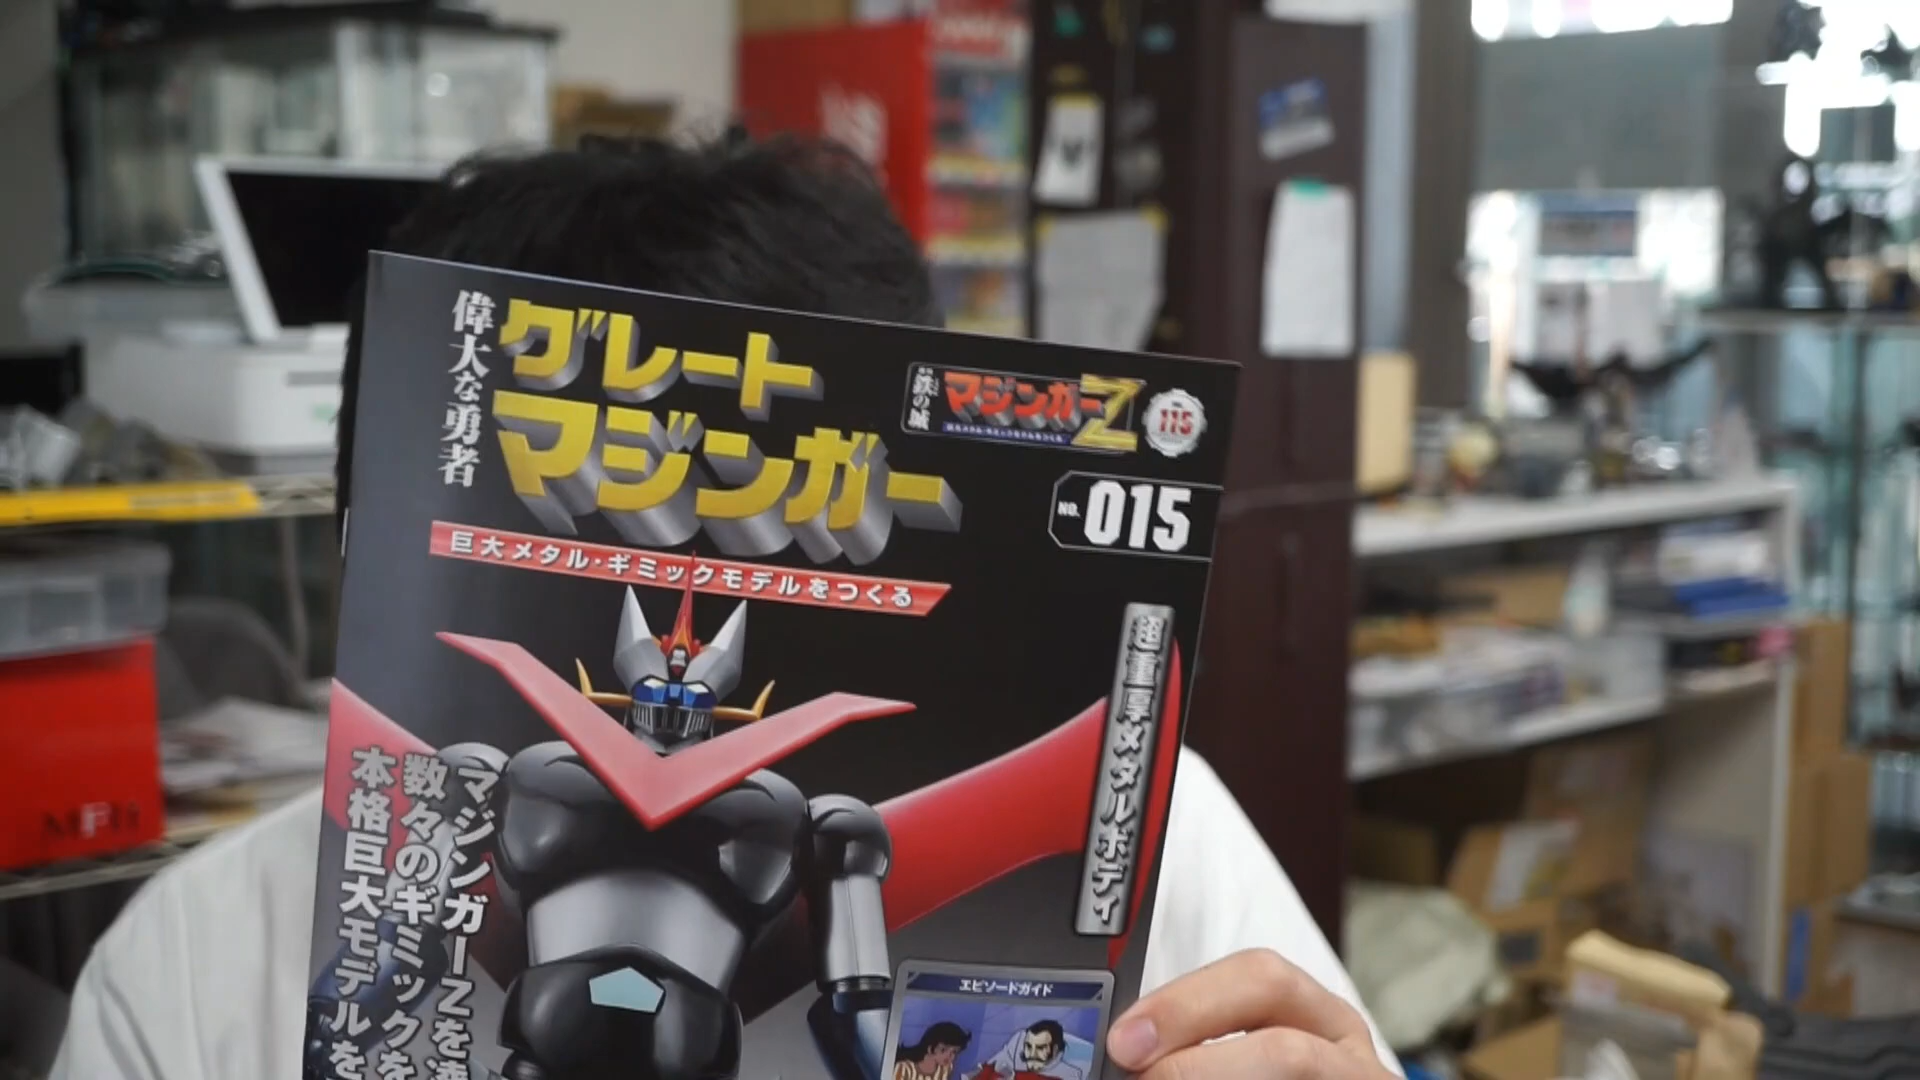 偉大な勇者
グレート
マジンガー
鉄の城
マジンガーZ
115
NO. 015
巨大メタル・ギミックモデルをつくる
超重厚メタルボディ
マジンガーZを
数々のギミックを
本格巨大モデルを
エピソードガイド